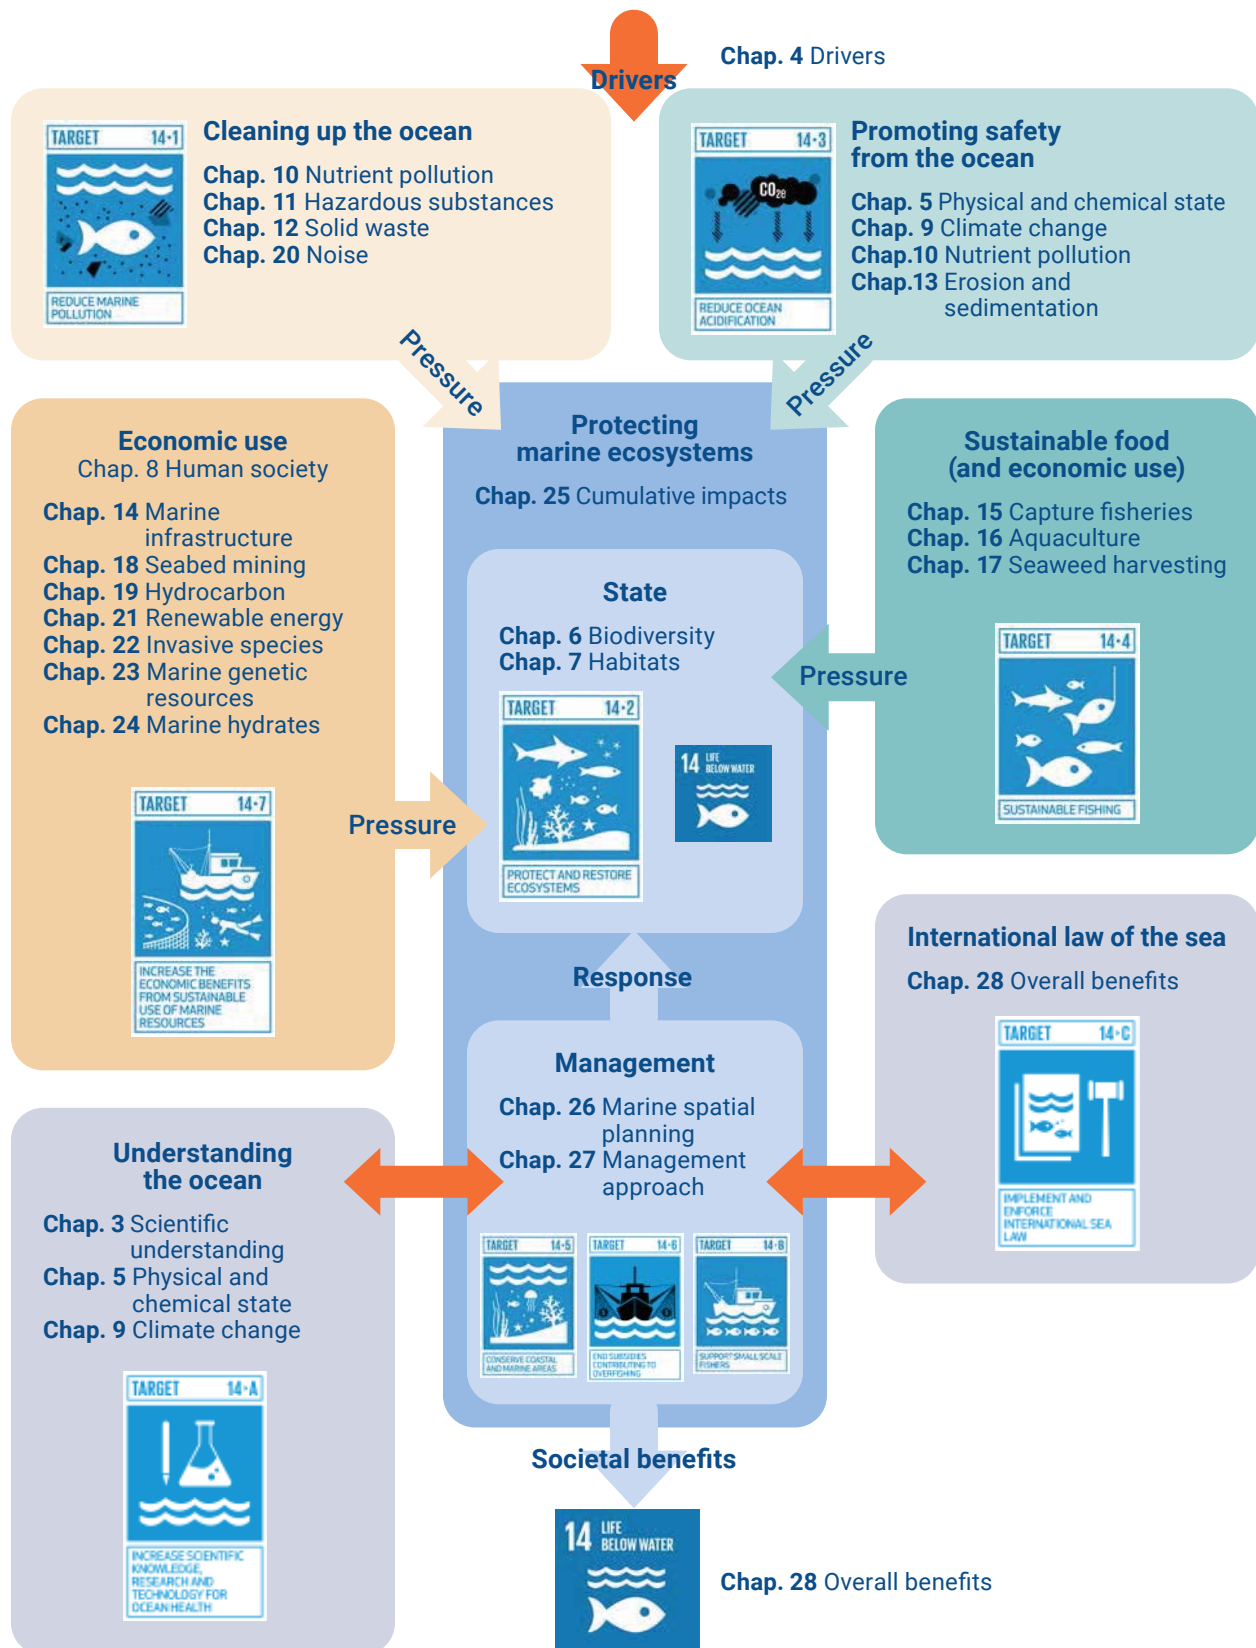 Drivers
Chap. 4 Drivers
TARGET 14·1
REDUCE MARINE
POLLUTION
Cleaning up the ocean
Chap. 10 Nutrient pollution
Chap. 11 Hazardous substances
Chap. 12 Solid waste
Chap. 20 Noise
TARGET 14·3
CO2e
REDUCE OCEAN
ACIDIFICATION
Promoting safety
from the ocean
Chap. 5 Physical and chemical state
Chap. 9 Climate change
Chap.10 Nutrient pollution
Chap.13 Erosion and
sedimentation
Pressure
Pressure
Economic use
Chap. 8 Human society
Chap. 14 Marine
infrastructure
Chap. 18 Seabed mining
Chap. 19 Hydrocarbon
Chap. 21 Renewable energy
Chap. 22 Invasive species
Chap. 23 Marine genetic
resources
Chap. 24 Marine hydrates
TARGET 14·7
INCREASE THE
ECONOMIC BENEFITS
FROM SUSTAINABLE
USE OF MARINE
RESOURCES
Pressure
Protecting
marine ecosystems
Chap. 25 Cumulative impacts
State
Chap. 6 Biodiversity
Chap. 7 Habitats
TARGET 14·2
PROTECT AND RESTORE
ECOSYSTEMS
14 LIFE
BELOW WATER
Sustainable food
(and economic use)
Chap. 15 Capture fisheries
Chap. 16 Aquaculture
Chap. 17 Seaweed harvesting
TARGET 14·4
SUSTAINABLE FISHING
Pressure
Response
Management
Chap. 26 Marine spatial
planning
Chap. 27 Management
approach
TARGET 14·5
CONSERVE COASTAL
AND MARINE AREAS
TARGET 14·6
END SUBSIDIES
CONTRIBUTING TO
OVERFISHING
TARGET 14·B
SUPPORT SMALL SCALE
FISHERS
International law of the sea
Chap. 28 Overall benefits
TARGET 14·C
IMPLEMENT AND
ENFORCE
INTERNATIONAL SEA
LAW
Understanding
the ocean
Chap. 3 Scientific
understanding
Chap. 5 Physical and
chemical state
Chap. 9 Climate change
TARGET 14·A
INCREASE SCIENTIFIC
KNOWLEDGE,
RESEARCH AND
TECHNOLOGY FOR
OCEAN HEALTH
Societal benefits
14 LIFE
BELOW WATER
Chap. 28 Overall benefits